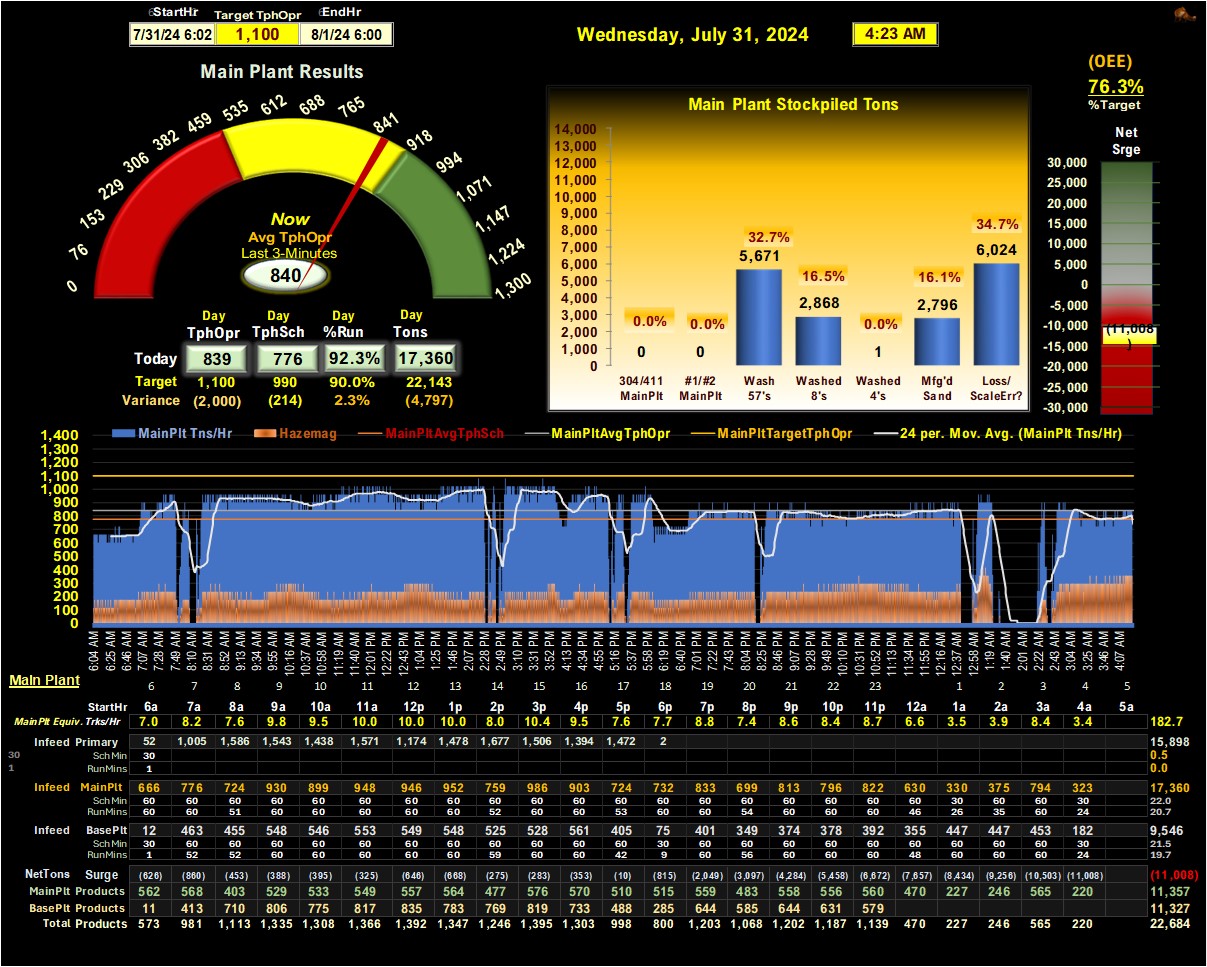 StartHr Target TphOpr EndHr
7/31/24 6:02 1,100 8/1/24 6:00
Wednesday, July 31, 2024 4:23 AM
(OEE)
76.3%
%Target
Main Plant Results
0 76 153 229 306 382 459 535 612 688 765 841 918 994 1,071 1,147 1,224 1,300
Now
Avg TphOpr
Last 3-Minutes
840
Day Day Day Day
TphOpr TphSch %Run Tons
Today 839 776 92.3% 17,360
Target 1,100 990 90.0% 22,143
Variance (2,000) (214) 2.3% (4,797)
Main Plant Stockpiled Tons
14,000
13,000
12,000
11,000
10,000
9,000
8,000
7,000
6,000
5,000
4,000
3,000
2,000
1,000
0
0.0% 0.0% 32.7% 16.5% 0.0% 16.1% 34.7%
0 0 5,671 2,868 1 2,796 6,024
304/411 #1/#2 Wash Washed Washed Mfg'd Loss/
MainPlt MainPlt 57's 8's 4's Sand ScaleErr?
Net
Srge
30,000
25,000
20,000
15,000
10,000
5,000
0
-5,000
-10,000
-15,000
-20,000
-25,000
-30,000
(11,008
)
MainPlt Tns/Hr Hazemag MainPltAvgTphSch MainPltAvgTphOpr MainPltTargetTphOpr 24 per. Mov. Avg. (MainPlt Tns/Hr)
1,400
1,300
1,200
1,100
1,000
900
800
700
600
500
400
300
200
100
0
6:04 AM 6:25 AM 6:46 AM 7:07 AM 7:28 AM 7:49 AM 8:10 AM 8:31 AM 8:52 AM 9:13 AM 9:34 AM 9:55 AM 10:16 AM 10:37 AM 10:58 AM 11:19 AM 11:40 AM 12:01 PM 12:22 PM 12:43 PM 1:04 PM 1:25 PM 1:46 PM 2:07 PM 2:28 PM 2:49 PM 3:10 PM 3:31 PM 3:52 PM 4:13 PM 4:34 PM 4:55 PM 5:16 PM 5:37 PM 5:58 PM 6:19 PM 6:40 PM 7:01 PM 7:22 PM 7:43 PM 8:04 PM 8:25 PM 8:46 PM 9:07 PM 9:28 PM 9:49 PM 10:10 PM 10:31 PM 10:52 PM 11:13 PM 11:34 PM 11:55 PM 12:16 AM 12:37 AM 12:58 AM 1:19 AM 1:40 AM 2:01 AM 2:22 AM 2:43 AM 3:04 AM 3:25 AM 3:46 AM 4:07 AM
Main Plant 6 7 8 9 10 11 12 13 14 15 16 17 18 19 20 21 22 23 1 2 3 4 5
StartHr 6a 7a 8a 9a 10a 11a 12p 1p 2p 3p 4p 5p 6p 7p 8p 9p 10p 11p 12a 1a 2a 3a 4a 5a
MainPlt Equiv. Trks/Hr 7.0 8.2 7.6 9.8 9.5 10.0 10.0 10.0 8.0 10.4 9.5 7.6 7.7 8.8 7.4 8.6 8.4 8.7 6.6 3.5 3.9 8.4 3.4 182.7
Infeed Primary 52 1,005 1,586 1,543 1,438 1,571 1,174 1,478 1,677 1,506 1,394 1,472 2 15,898
30 Sch Min 30 0.5
1 RunMins 1 0.0
Infeed MainPlt 666 776 724 930 899 948 946 952 759 986 903 724 732 833 699 813 796 822 630 330 375 794 323 17,360
Sch Min 60 60 60 60 60 60 60 60 60 60 60 60 60 60 60 60 60 60 60 30 60 60 30 22.0
RunMins 60 60 51 60 60 60 60 60 52 60 60 53 60 60 54 60 60 60 46 26 35 60 24 20.7
Infeed BasePlt 12 463 455 548 546 553 549 548 525 528 561 405 75 401 349 374 378 392 355 447 447 453 182 9,546
Sch Min 30 60 60 60 60 60 60 60 60 60 60 60 30 60 60 60 60 60 60 60 60 60 30 21.5
RunMins 1 52 52 60 60 60 60 60 59 60 60 42 9 60 56 60 60 60 48 60 60 60 24 19.7
NetTons Surge (626) (860) (453) (388) (395) (325) (646) (668) (275) (283) (353) (10) (815) (2,049) (3,097) (4,284) (5,458) (6,672) (7,657) (8,434) (9,256) (10,503) (11,008) (11,008)
MainPlt Products 562 568 403 529 533 549 557 564 477 576 570 510 515 559 483 558 556 560 470 227 246 565 220 11,357
BasePlt Products 11 413 710 806 775 817 835 783 769 819 733 488 285 644 585 644 631 579 11,327
Total Products 573 981 1,113 1,335 1,308 1,366 1,392 1,347 1,246 1,395 1,303 998 800 1,203 1,068 1,202 1,187 1,139 470 227 246 565 220 22,684